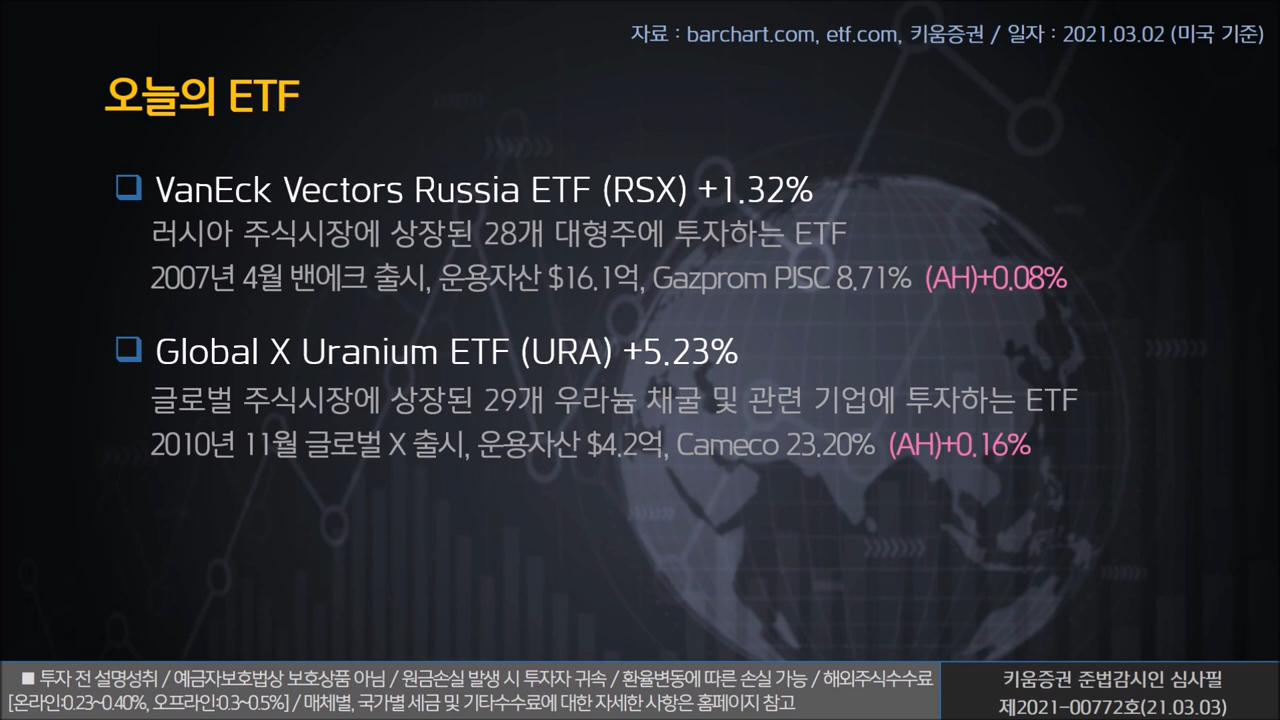 자료 : barchart.com, etf.com, 키움증권 / 일자 : 2021.03.02 (미국 기준)
오늘의 ETF
❑ VanEck Vectors Russia ETF (RSX) +1.32%
러시아 주식시장에 상장된 28개 대형주에 투자하는 ETF
2007년 4월 밴에크 출시, 운용자산 $16.1억, Gazprom PJSC 8.71% (AH)+0.08%
❑ Global X Uranium ETF (URA) +5.23%
글로벌 주식시장에 상장된 29개 우라늄 채굴 및 관련 기업에 투자하는 ETF
2010년 11월 글로벌 X 출시, 운용자산 $4.2억, Cameco 23.20% (AH)+0.16%
■ 투자 전 설명성취 / 예금자보호법상 보호상품 아님 / 원금손실 발생 시 투자자 귀속 / 환율변동에 따른 손실 가능 / 해외주식수수료
[온라인:0.23~0.40%, 오프라인:0.3~0.5%] / 매체별, 국가별 세금 및 기타수수료에 대한 자세한 사항은 홈페이지 참고
키움증권 준법감시인 심사필
제2021-00772호(21.03.03)